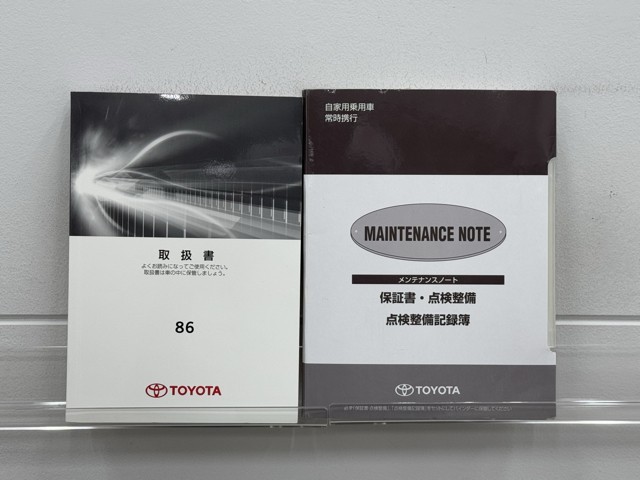 取扱書
よくお読みになってご使用ください。
取扱書は車の中に保管しましょう。
86
TOYOTA
自家用乗用車
常時携行
MAINTENANCE NOTE
メンテナンスノート
保証書・点検整備
点検整備記録簿
TOYOTA